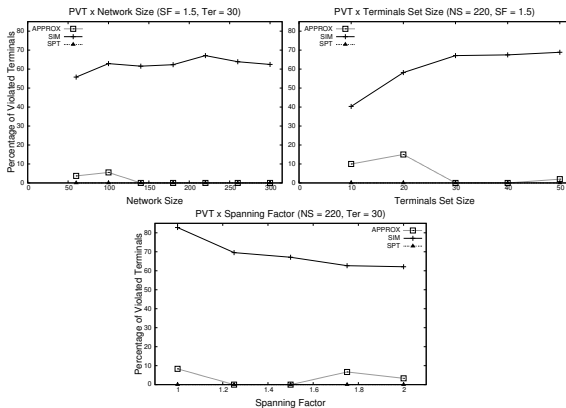 PVT x Network Size (SF = 1.5, Ter = 30)
APPROX
SIM
SPT
Percentage of Violated Terminals
80
70
60
50
40
30
20
10
0
0 50 100 150 200 250 300
Network Size
PVT x Terminals Set Size (NS = 220, SF = 1.5)
APPROX
SIM
SPT
80
70
60
50
40
30
20
10
0
0 10 20 30 40 50
Terminals Set Size
PVT x Spanning Factor (NS = 220, Ter = 30)
APPROX
SIM
SPT
Percentage of Violated Terminals
80
70
60
50
40
30
20
10
0
1 1.2 1.4 1.6 1.8 2
Spanning Factor